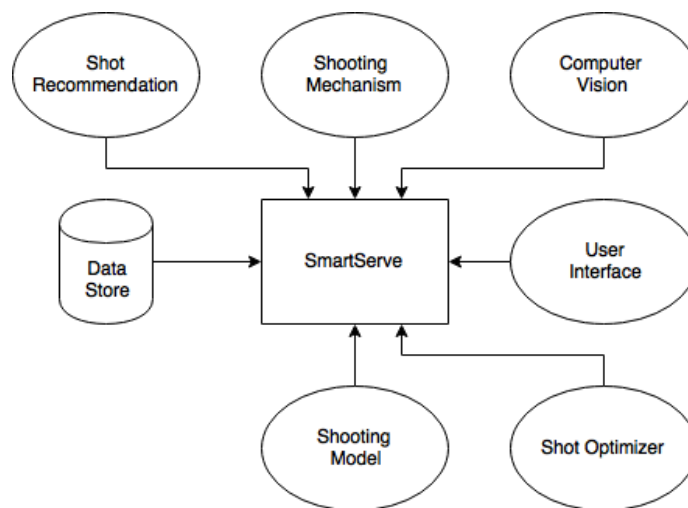 Shot
Recommendation
Shooting
Mechanism
Computer
Vision
Data
Store
SmartServe
User
Interface
Shooting
Model
Shot Optimizer